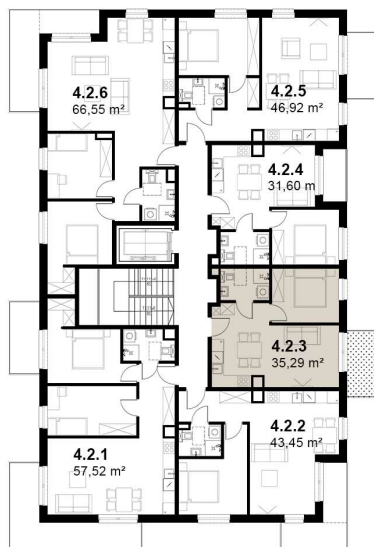 4.2.6
66,55 m²
4.2.5
46,92 m²
4.2.4
31,60 m
4.2.3
35,29 m²
4.2.2
43,45 m²
4.2.1
57,52 m²